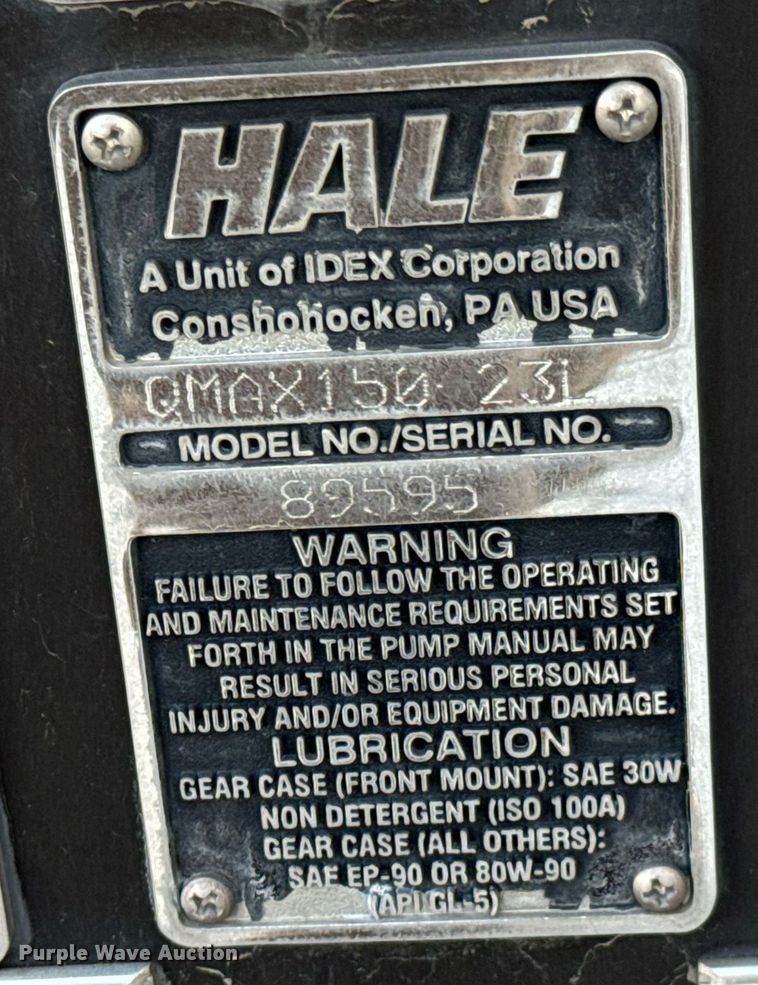 HALE
A Unit of IDEX Corporation
Conshohocken, PA USA
QMAX150 23L
MODEL NO./SERIAL NO.
89595
WARNING
FAILURE TO FOLLOW THE OPERATING
AND MAINTENANCE REQUIREMENTS SET
FORTH IN THE PUMP MANUAL MAY
RESULT IN SERIOUS PERSONAL
INJURY AND/OR EQUIPMENT DAMAGE.
LUBRICATION
GEAR CASE (FRONT MOUNT): SAE 30W
NON DETERGENT (ISO 100A)
GEAR CASE (ALL OTHERS):
SAE EP-90 OR 80W-90
(API GL-5)
Purple Wave Auction